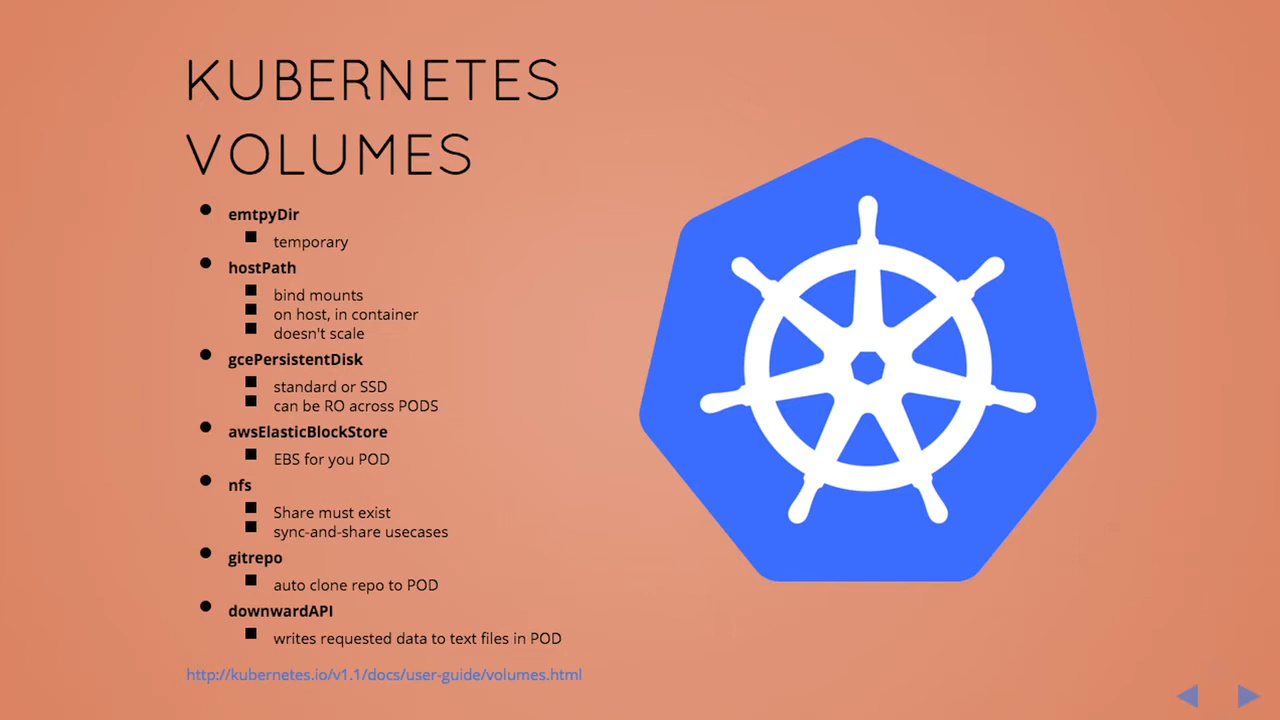 KUBERNETES
VOLUMES
emtpyDir
temporary
hostPath
bind mounts
on host, in container
doesn't scale
gcePersistentDisk
standard or SSD
can be RO across PODS
awsElasticBlockStore
EBS for you POD
nfs
Share must exist
sync-and-share usecases
gitrepo
auto clone repo to POD
downwardAPI
writes requested data to text files in POD
http://kubernetes.io/v1.1/docs/user-guide/volumes.html